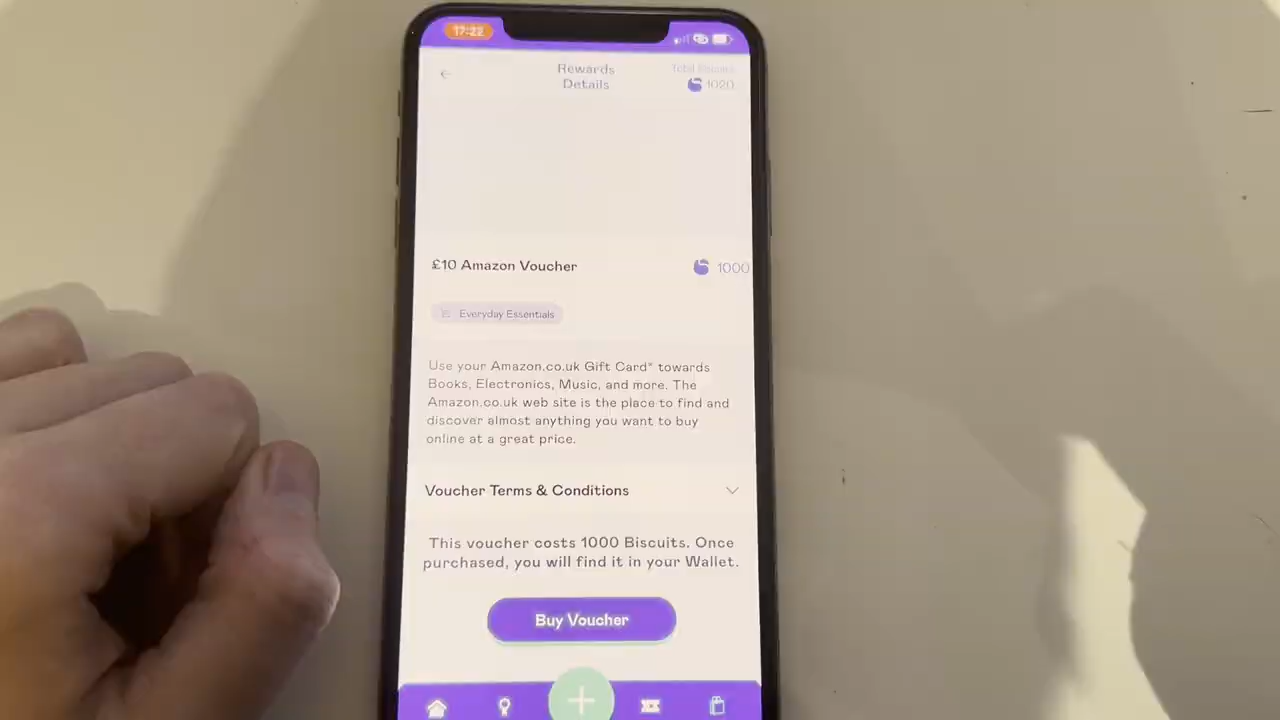 17:22
Rewards
Details
Total Biscuits
1020
£10 Amazon Voucher
1000
Everyday Essentials
Use your Amazon.co.uk Gift Card* towards
Books, Electronics, Music, and more. The
Amazon.co.uk web site is the place to find and
discover almost anything you want to buy
online at a great price.
Voucher Terms & Conditions
This voucher costs 1000 Biscuits. Once
purchased, you will find it in your Wallet.
Buy Voucher